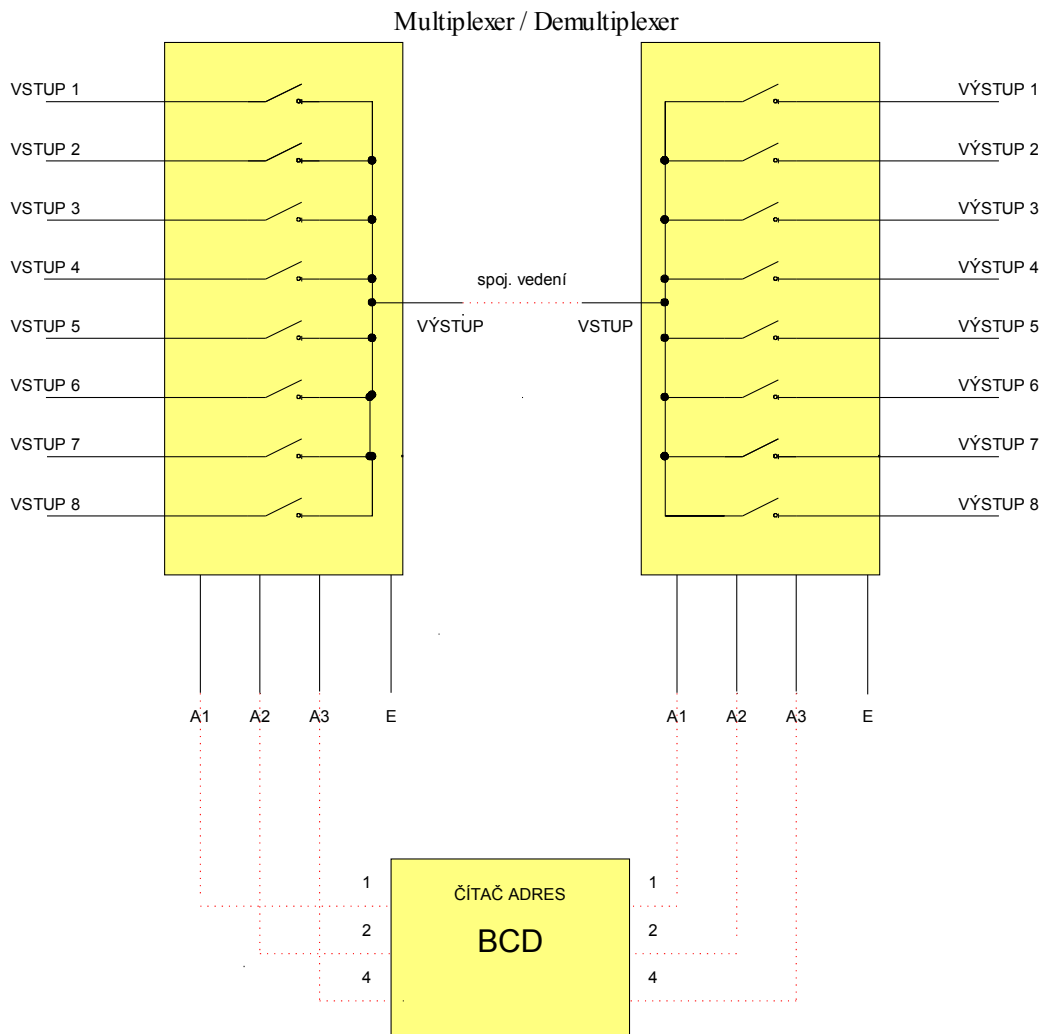 Multiplexer / Demultiplexer
VSTUP 1
VÝSTUP 1
VSTUP 2
VÝSTUP 2
VSTUP 3
VÝSTUP 3
VSTUP 4
spoj. vedení
VÝSTUP 4
VSTUP 5
VÝSTUP
VSTUP
VÝSTUP 5
VSTUP 6
VÝSTUP 6
VSTUP 7
VÝSTUP 7
VSTUP 8
VÝSTUP 8
A1 A2 A3 E
A1 A2 A3 E
1
ČÍTAČ ADRES
1
2
BCD
2
4
4